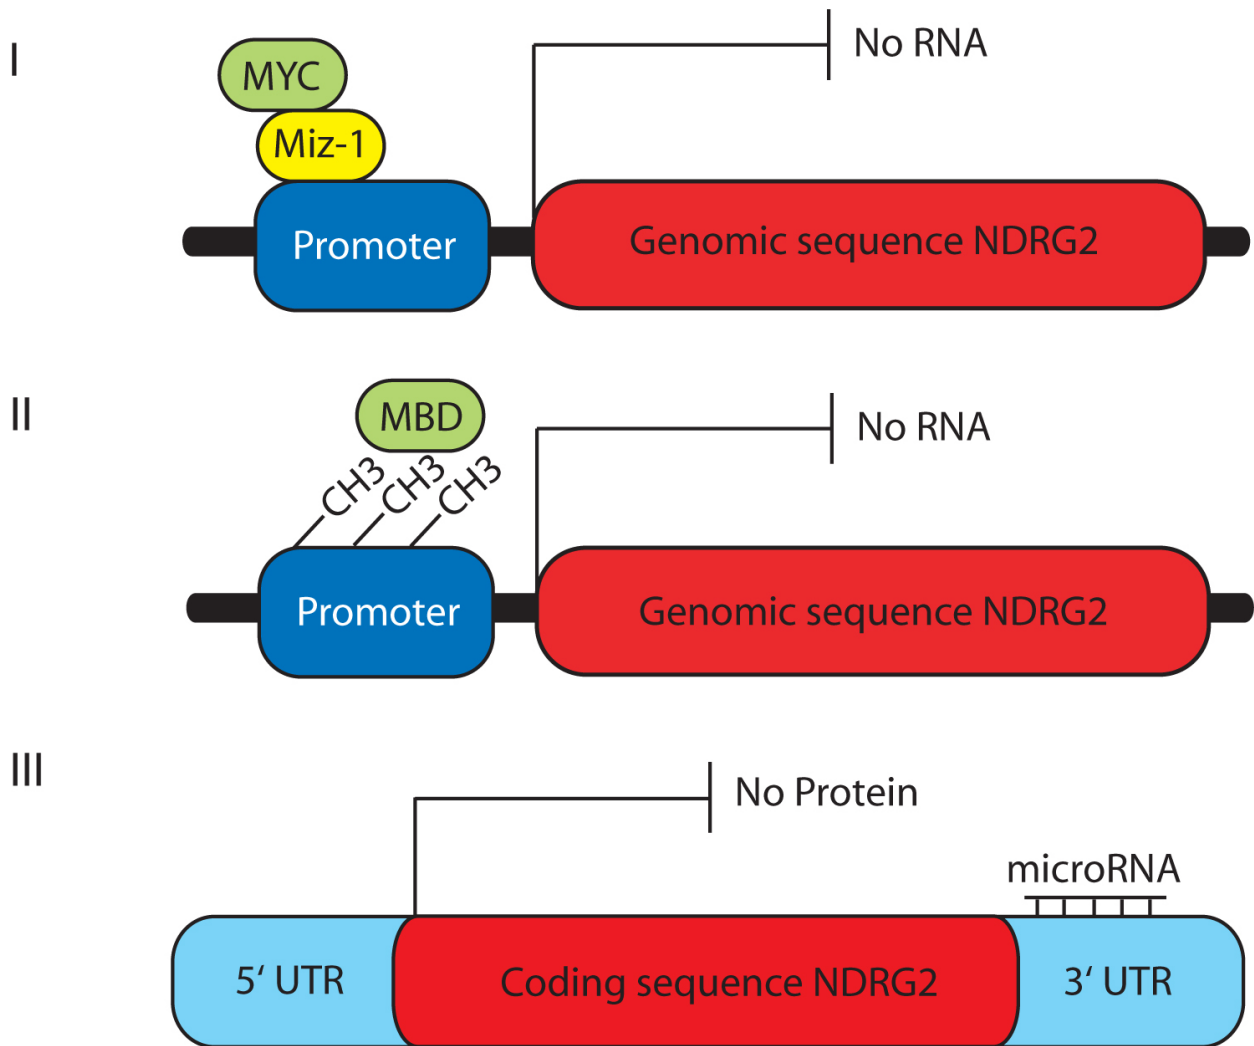 I
MYC
No RNA
Miz-1
Promoter
Genomic sequence NDRG2
II
MBD
No RNA
CH3
CH3
CH3
Promoter
Genomic sequence NDRG2
III
No Protein
microRNA
5‘ UTR
Coding sequence NDRG2
3‘ UTR